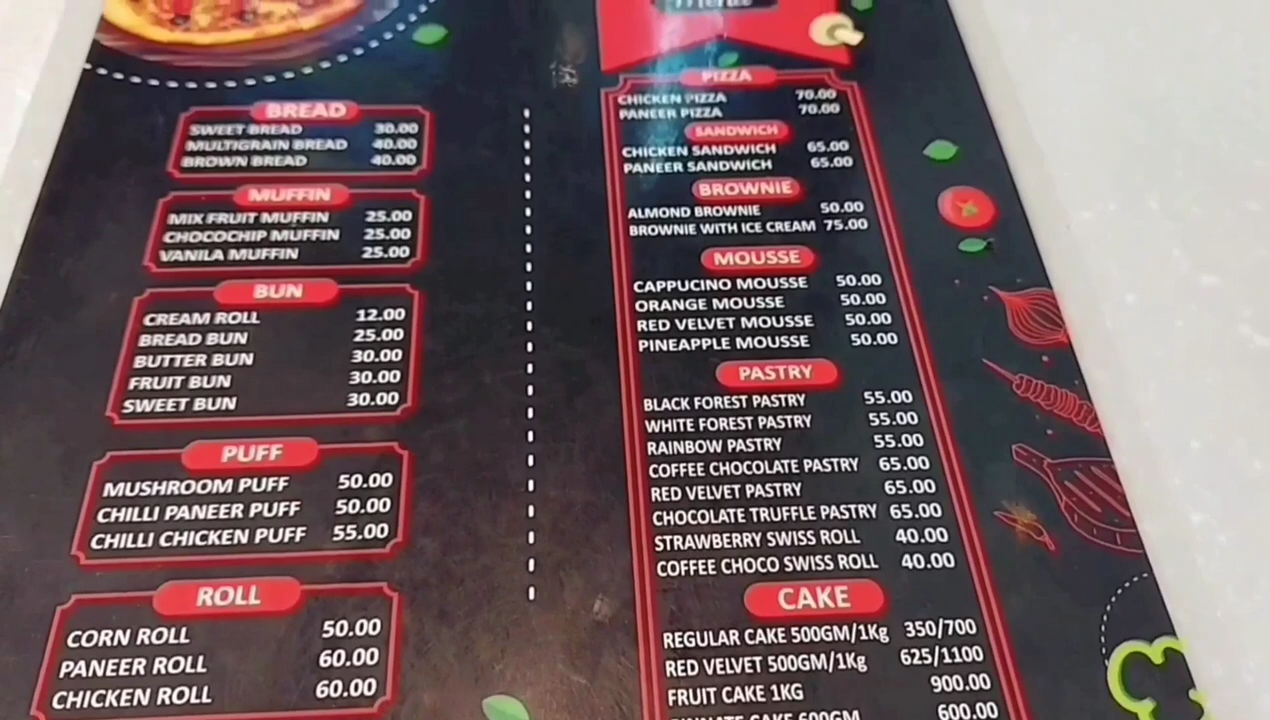 BREAD
SWEET BREAD 30.00
MULTIGRAIN BREAD 40.00
BROWN BREAD 40.00
MUFFIN
MIX FRUIT MUFFIN 25.00
CHOCOCHIP MUFFIN 25.00
VANILA MUFFIN 25.00
BUN
CREAM ROLL 12.00
BREAD BUN 25.00
BUTTER BUN 30.00
FRUIT BUN 30.00
SWEET BUN 30.00
PUFF
MUSHROOM PUFF 50.00
CHILLI PANEER PUFF 50.00
CHILLI CHICKEN PUFF 55.00
ROLL
CORN ROLL 50.00
PANEER ROLL 60.00
CHICKEN ROLL 60.00
PIZZA
CHICKEN PIZZA 70.00
PANEER PIZZA 70.00
SANDWICH
CHICKEN SANDWICH 65.00
PANEER SANDWICH 65.00
BROWNIE
ALMOND BROWNIE 50.00
BROWNIE WITH ICE CREAM 75.00
MOUSSE
CAPPUCINO MOUSSE 50.00
ORANGE MOUSSE 50.00
RED VELVET MOUSSE 50.00
PINEAPPLE MOUSSE 50.00
PASTRY
BLACK FOREST PASTRY 55.00
WHITE FOREST PASTRY 55.00
RAINBOW PASTRY 55.00
COFFEE CHOCOLATE PASTRY 65.00
RED VELVET PASTRY 65.00
CHOCOLATE TRUFFLE PASTRY 65.00
STRAWBERRY SWISS ROLL 40.00
COFFEE CHOCO SWISS ROLL 40.00
CAKE
REGULAR CAKE 500GM/1Kg 350/700
RED VELVET 500GM/1Kg 625/1100
FRUIT CAKE 1KG 900.00
CAKE 600GM 600.00